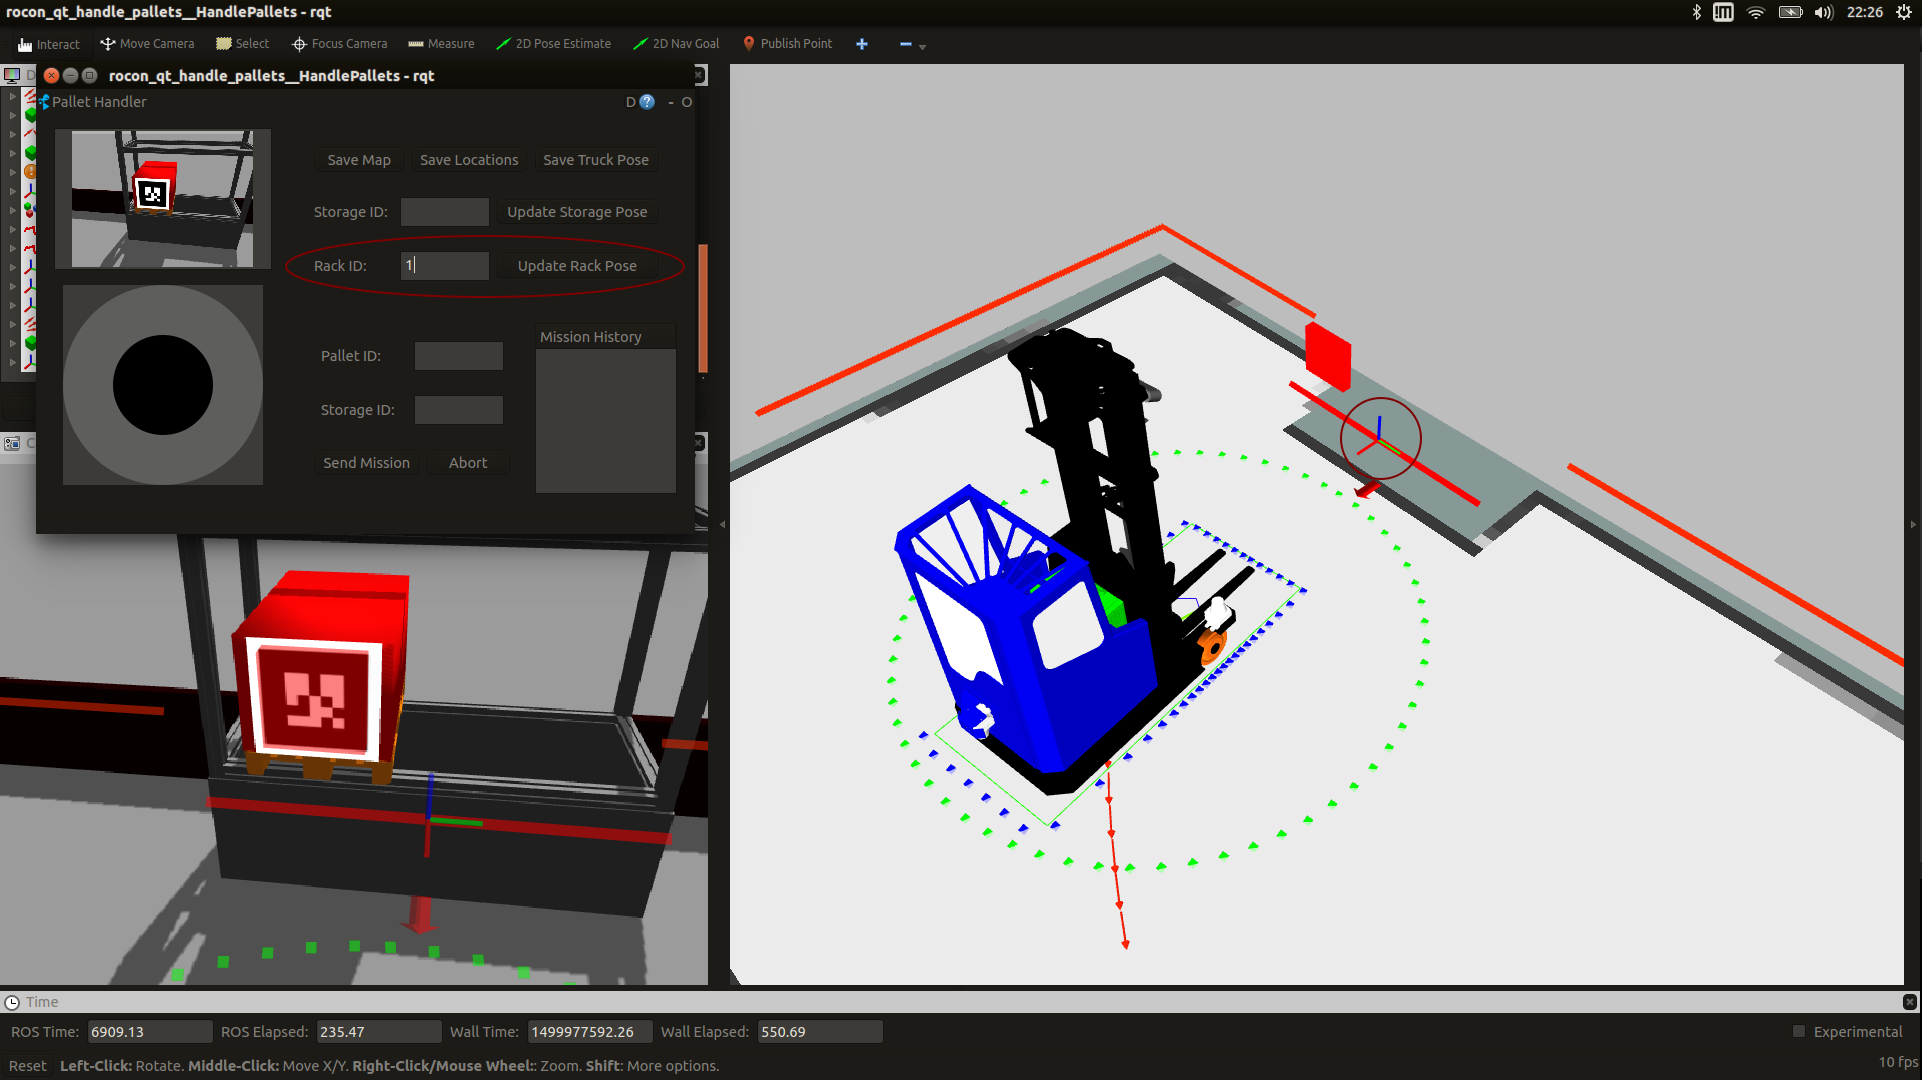 rocon_qt_handle_pallets__HandlePallets - rqt
22:26
Interact Move Camera Select Focus Camera Measure 2D Pose Estimate 2D Nav Goal Publish Point
D
rocon_qt_handle_pallets__HandlePallets - rqt
Pallet Handler D ? - O
Save Map Save Locations Save Truck Pose
Storage ID: Update Storage Pose
Rack ID: 1 Update Rack Pose
Mission History
Pallet ID:
Storage ID:
Send Mission Abort
C
Time
ROS Time: 6909.13 ROS Elapsed: 235.47 Wall Time: 1499977592.26 Wall Elapsed: 550.69 Experimental
Reset Left-Click: Rotate. Middle-Click: Move X/Y. Right-Click/Mouse Wheel:: Zoom. Shift: More options. 10 fps